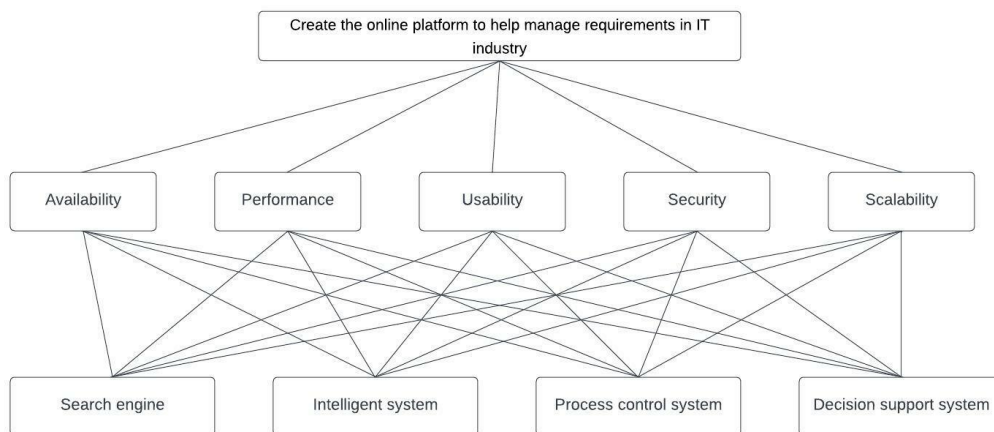 Create the online platform to help manage requirements in IT
industry
Availability
Performance
Usability
Security
Scalability
Search engine
Intelligent system
Process control system
Decision support system